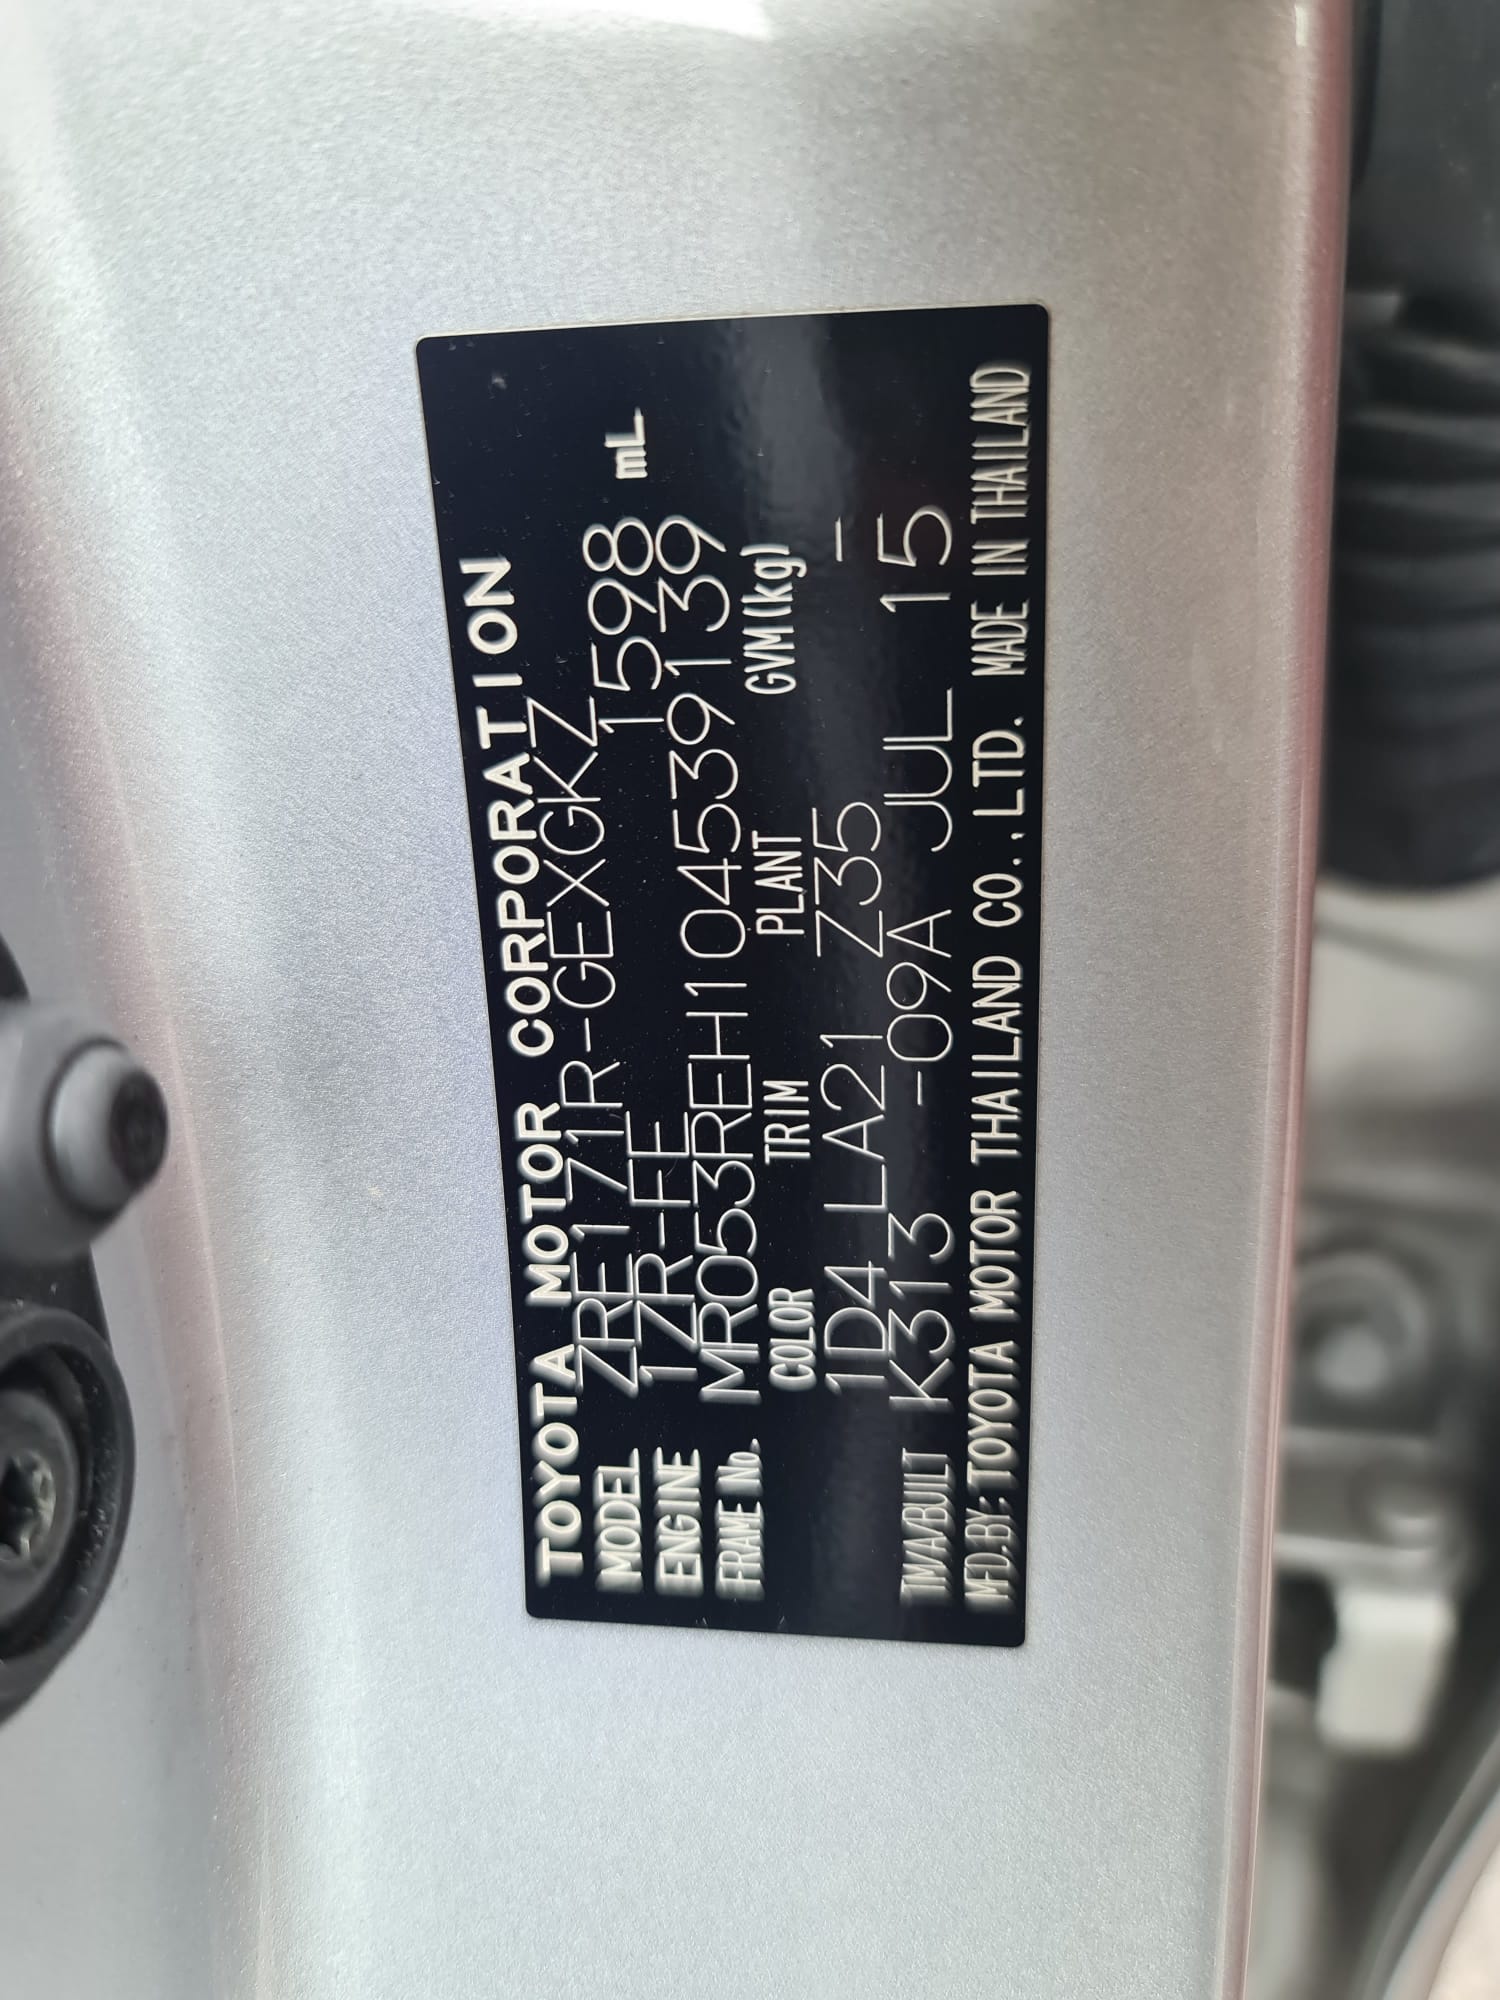 TOYOTA MOTOR CORPORATION
MODEL ZRE171R-GEXGKZ
ENGINE 1ZR-FE 1598 mL
FRAME No. MR053REH104539139
COLOR TRIM PLANT GVM(kg)
1D4 LA21 Z35 –
TM/A/BUILT K313 -09A JUL 15
MFD.BY: TOYOTA MOTOR THAILAND CO.,LTD. MADE IN THAILAND